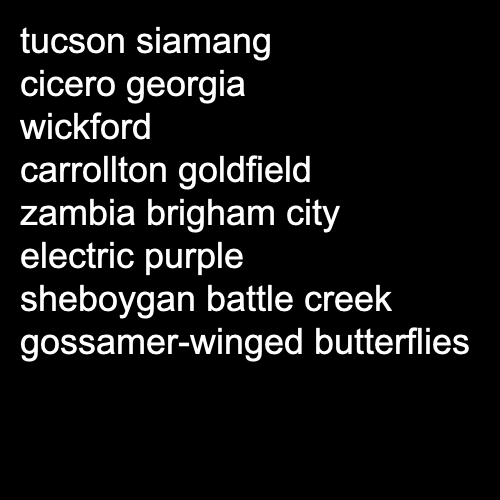 tucson siamang
cicero georgia
wickford
carrollton goldfield
zambia brigham city
electric purple
sheboygan battle creek
gossamer-winged butterflies